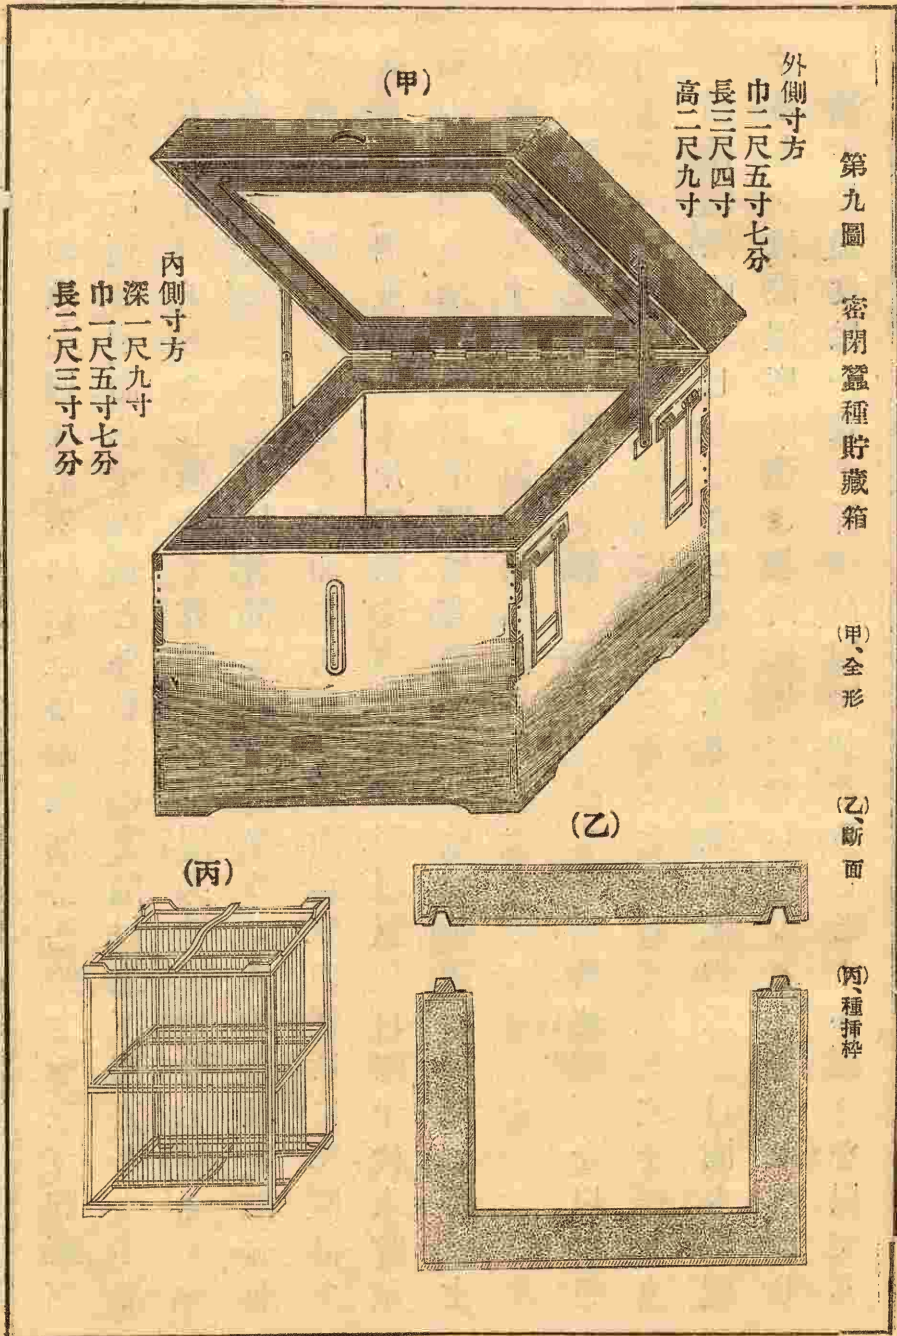 第九圖　密閉蠶種貯藏箱　(甲)、全形　(乙)、斷面　(丙)、種揷枠
外側寸方
巾二尺五寸七分
長三尺四寸
高二尺九寸
(甲)
內側寸方
深一尺九寸
巾一尺五寸七分
長二尺三寸八分
(乙)
(丙)